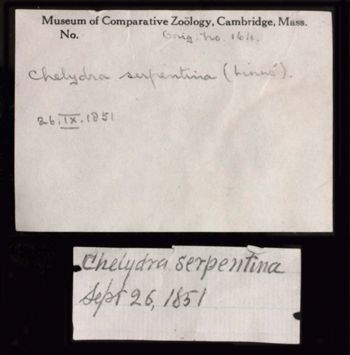 Museum of Comparative Zoölogy, Cambridge, Mass.
No. Orig. No. 164.
Chelydra serpentina (Linné).
26.IX.1851
Chelydra serpentina
Sept 26, 1851